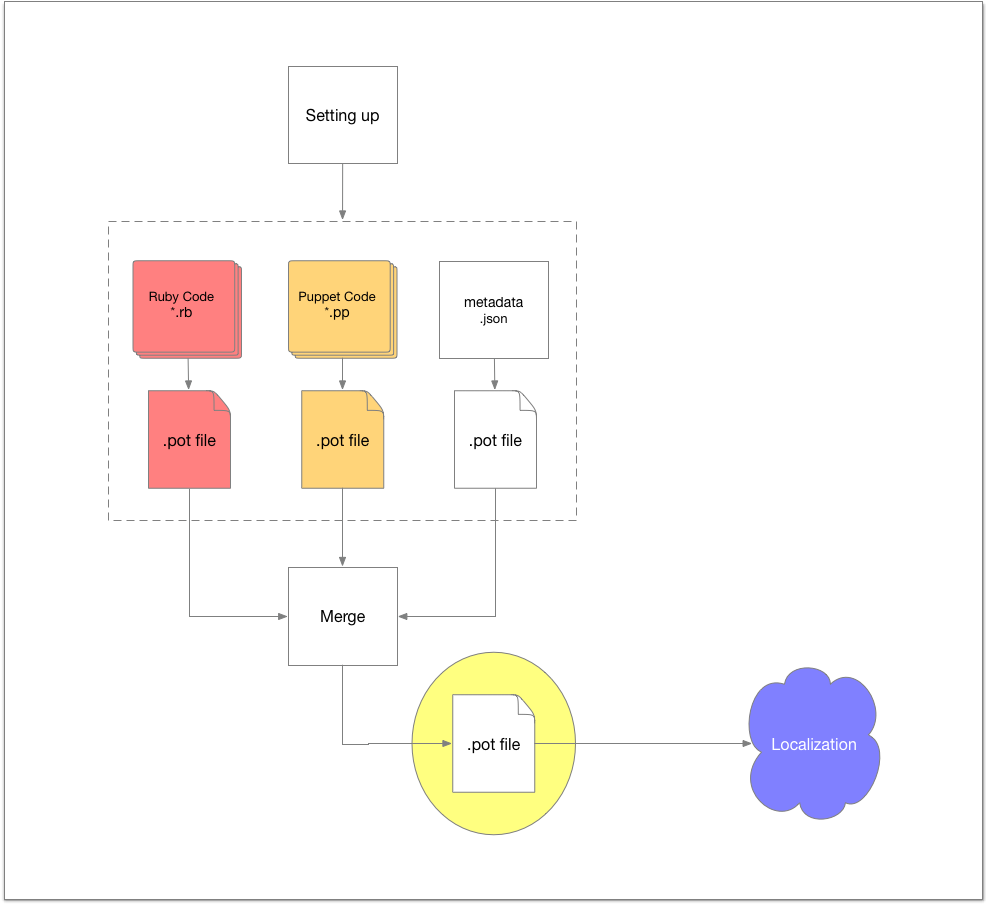 Setting up
Ruby Code
*.rb
Puppet Code
*.pp
metadata
.json
.pot file
.pot file
.pot file
Merge
.pot file
Localization